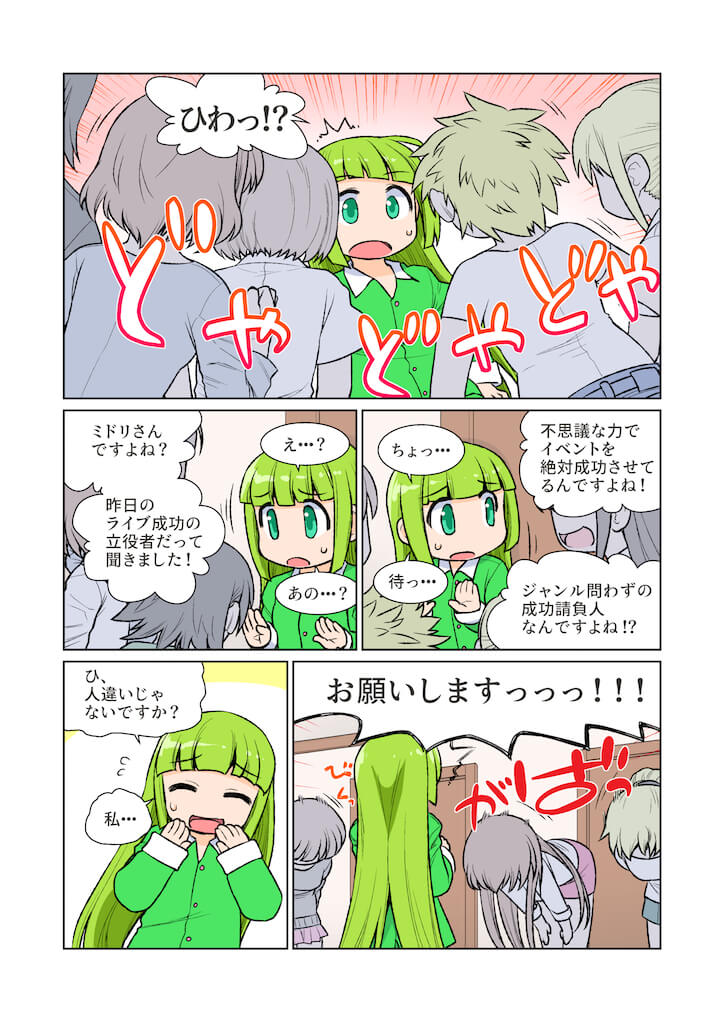 ひわっ!?
どやどやどやどや
不思議な力で
イベントを
絶対成功させて
るんですよね!
ちょっ・・・
待っ・・・
ジャンル問わずの
成功請負人
なんですよね!?
え・・・?
ミドリさん
ですよね?
昨日の
ライブ成功の
立役者だって
聞きました!
あの・・・?
お願いしますっっっ!!!
がばっ
びくっ
ひ、
人違いじゃ
ないですか?
私・・・